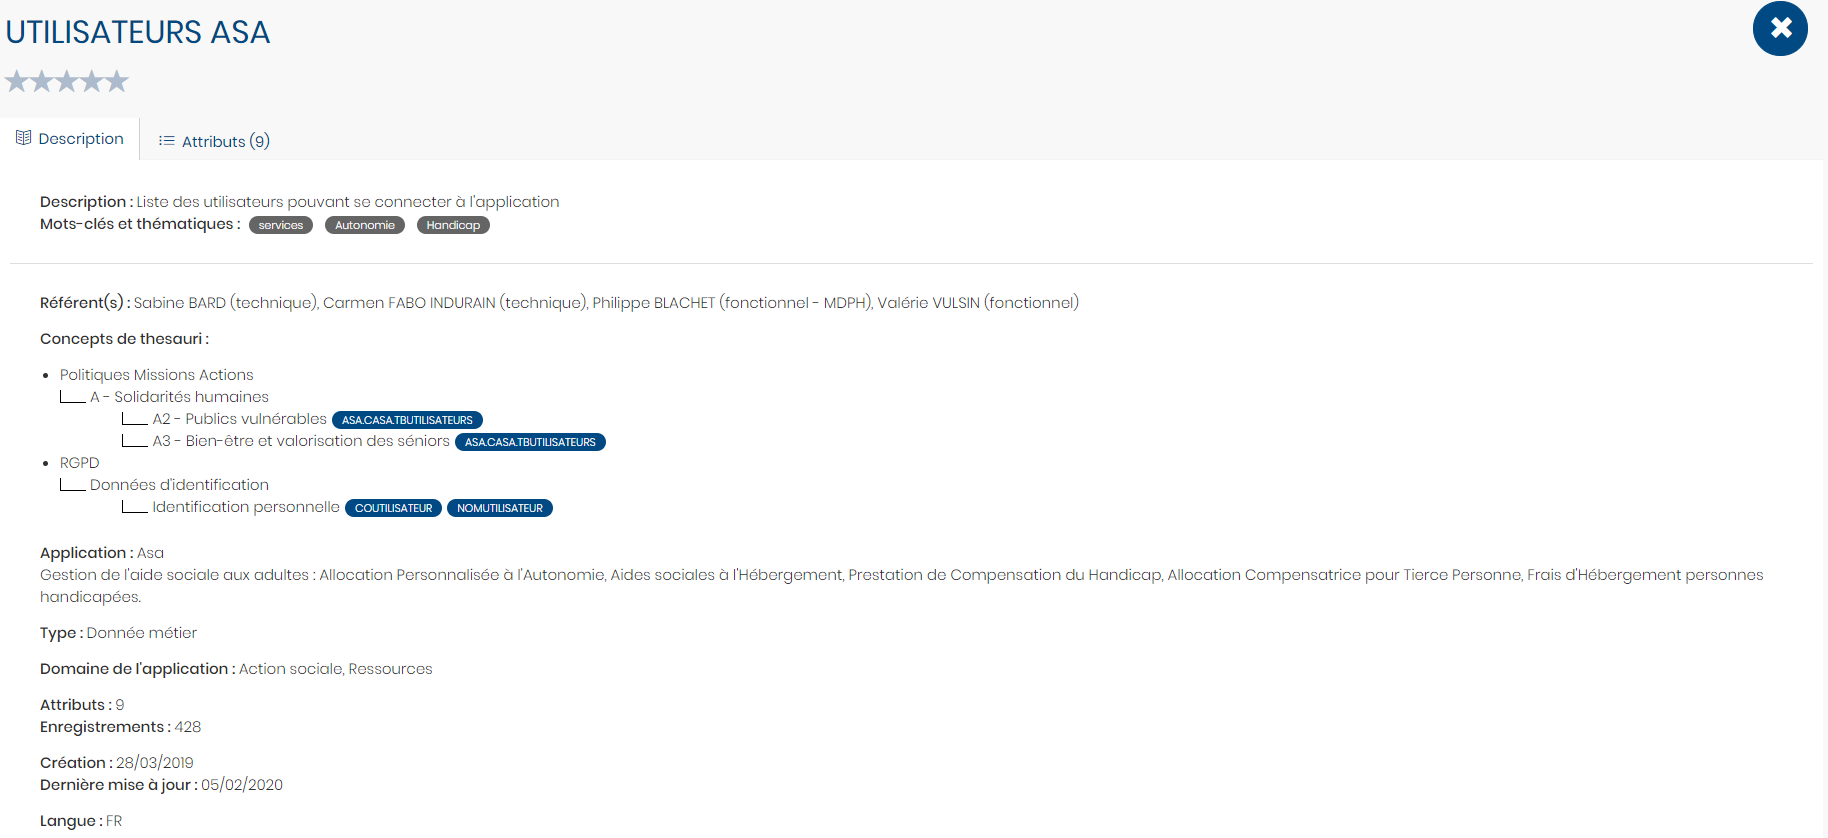 UTILISATEURS ASA
Description
Attributs (9)
Description : Liste des utilisateurs pouvant se connecter à l'application
Mots-clés et thématiques : services Autonomie Handicap
Référent(s) : Sabine BARD (technique), Carmen FABO INDURAIN (technique), Philippe BLACHET (fonctionnel - MDPH), Valérie VULSIN (fonctionnel)
Concepts de thesauri :
Politiques Missions Actions
A - Solidarités humaines
A2 - Publics vulnérables ASA.CASA.TBUTILISATEURS
A3 - Bien-être et valorisation des séniors ASA.CASA.TBUTILISATEURS
RGPD
Données d'identification
Identification personnelle COUTILISATEUR NOMUTILISATEUR
Application : Asa
Gestion de l'aide sociale aux adultes : Allocation Personnalisée à l'Autonomie, Aides sociales à l'Hébergement, Prestation de Compensation du Handicap, Allocation Compensatrice pour Tierce Personne, Frais d'Hébergement personnes
handicapées.
Type : Donnée métier
Domaine de l'application : Action sociale, Ressources
Attributs : 9
Enregistrements : 428
Création : 28/03/2019
Dernière mise à jour : 05/02/2020
Langue : FR